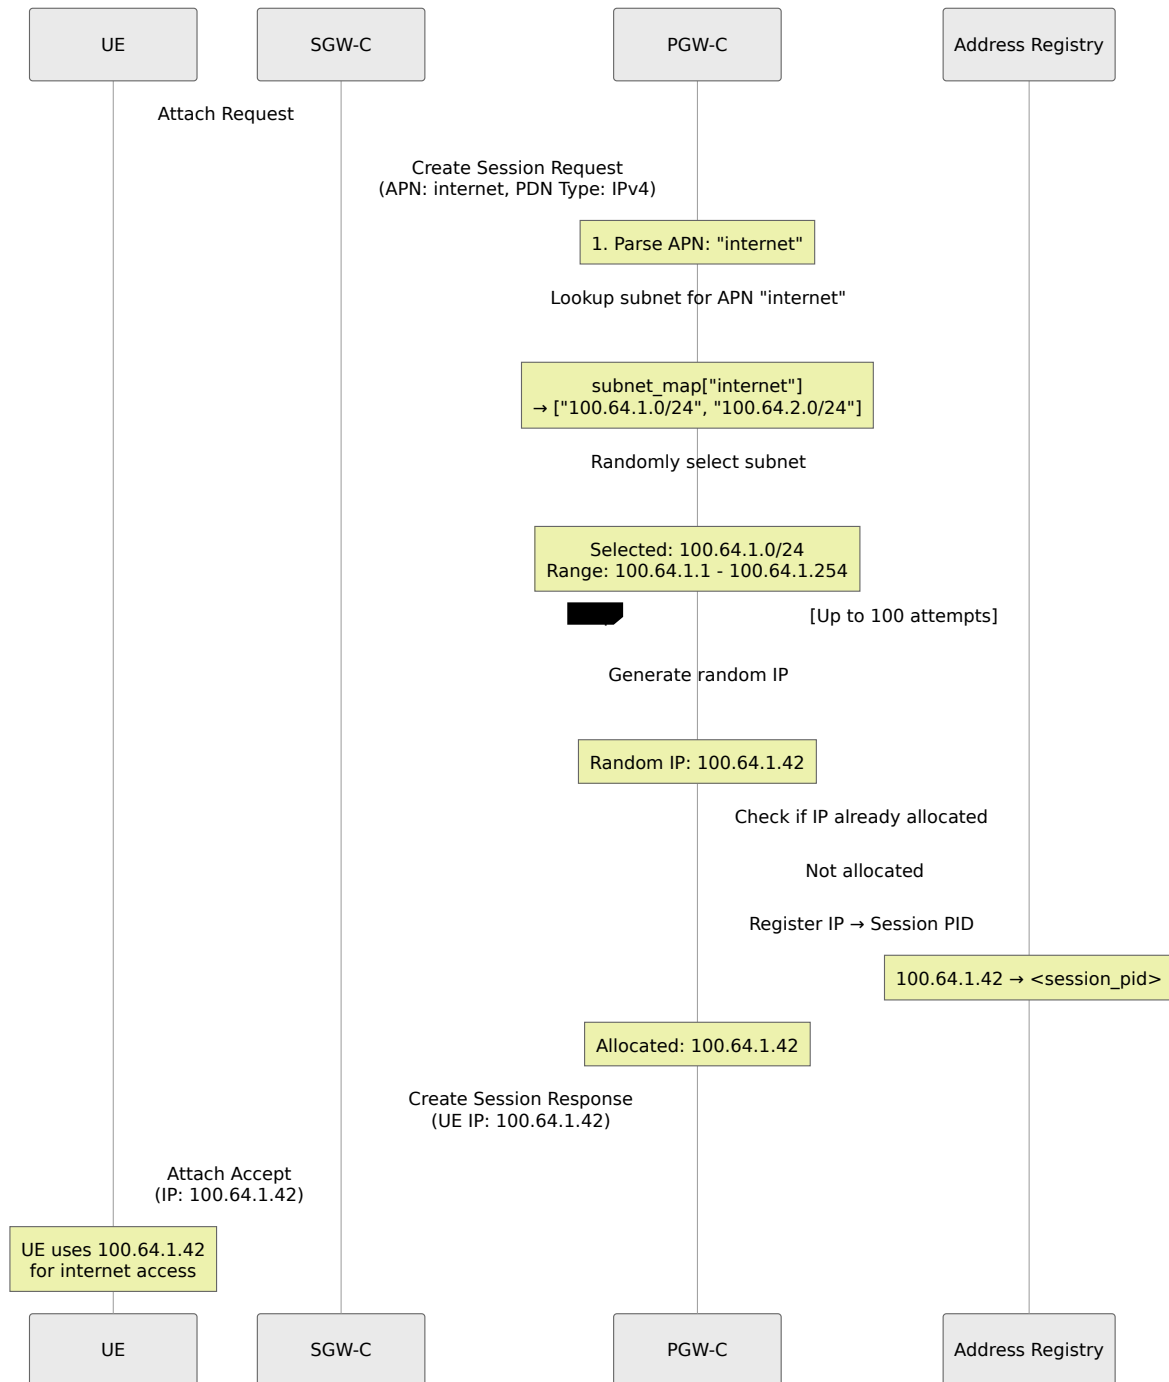 UE
SGW-C
PGW-C
Address Registry
Attach Request
Create Session Request
(APN: internet, PDN Type: IPv4)
1. Parse APN: "internet"
Lookup subnet for APN "internet"
subnet_map["internet"]
→ ["100.64.1.0/24", "100.64.2.0/24"]
Randomly select subnet
Selected: 100.64.1.0/24
Range: 100.64.1.1 - 100.64.1.254
[Up to 100 attempts]
Generate random IP
Random IP: 100.64.1.42
Check if IP already allocated
Not allocated
Register IP → Session PID
100.64.1.42 → <session_pid>
Allocated: 100.64.1.42
Create Session Response
(UE IP: 100.64.1.42)
Attach Accept
(IP: 100.64.1.42)
UE uses 100.64.1.42
for internet access
UE
SGW-C
PGW-C
Address Registry